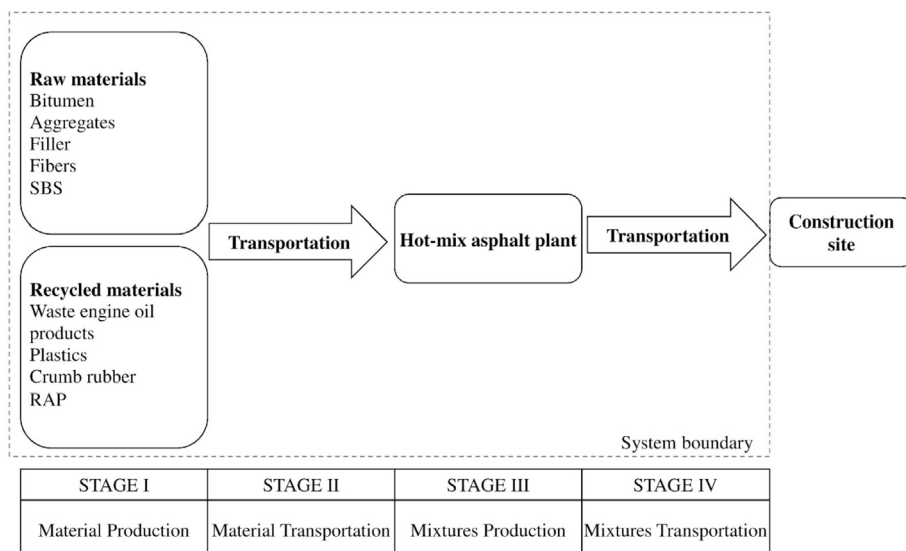 Raw materials
Bitumen
Aggregates
Filler
Fibers
SBS
Recycled materials
Waste engine oil
products
Plastics
Crumb rubber
RAP
Transportation
Hot-mix asphalt plant
Transportation
Construction
site
System boundary
STAGE I STAGE II STAGE III STAGE IV
Material Production Material Transportation Mixtures Production Mixtures Transportation